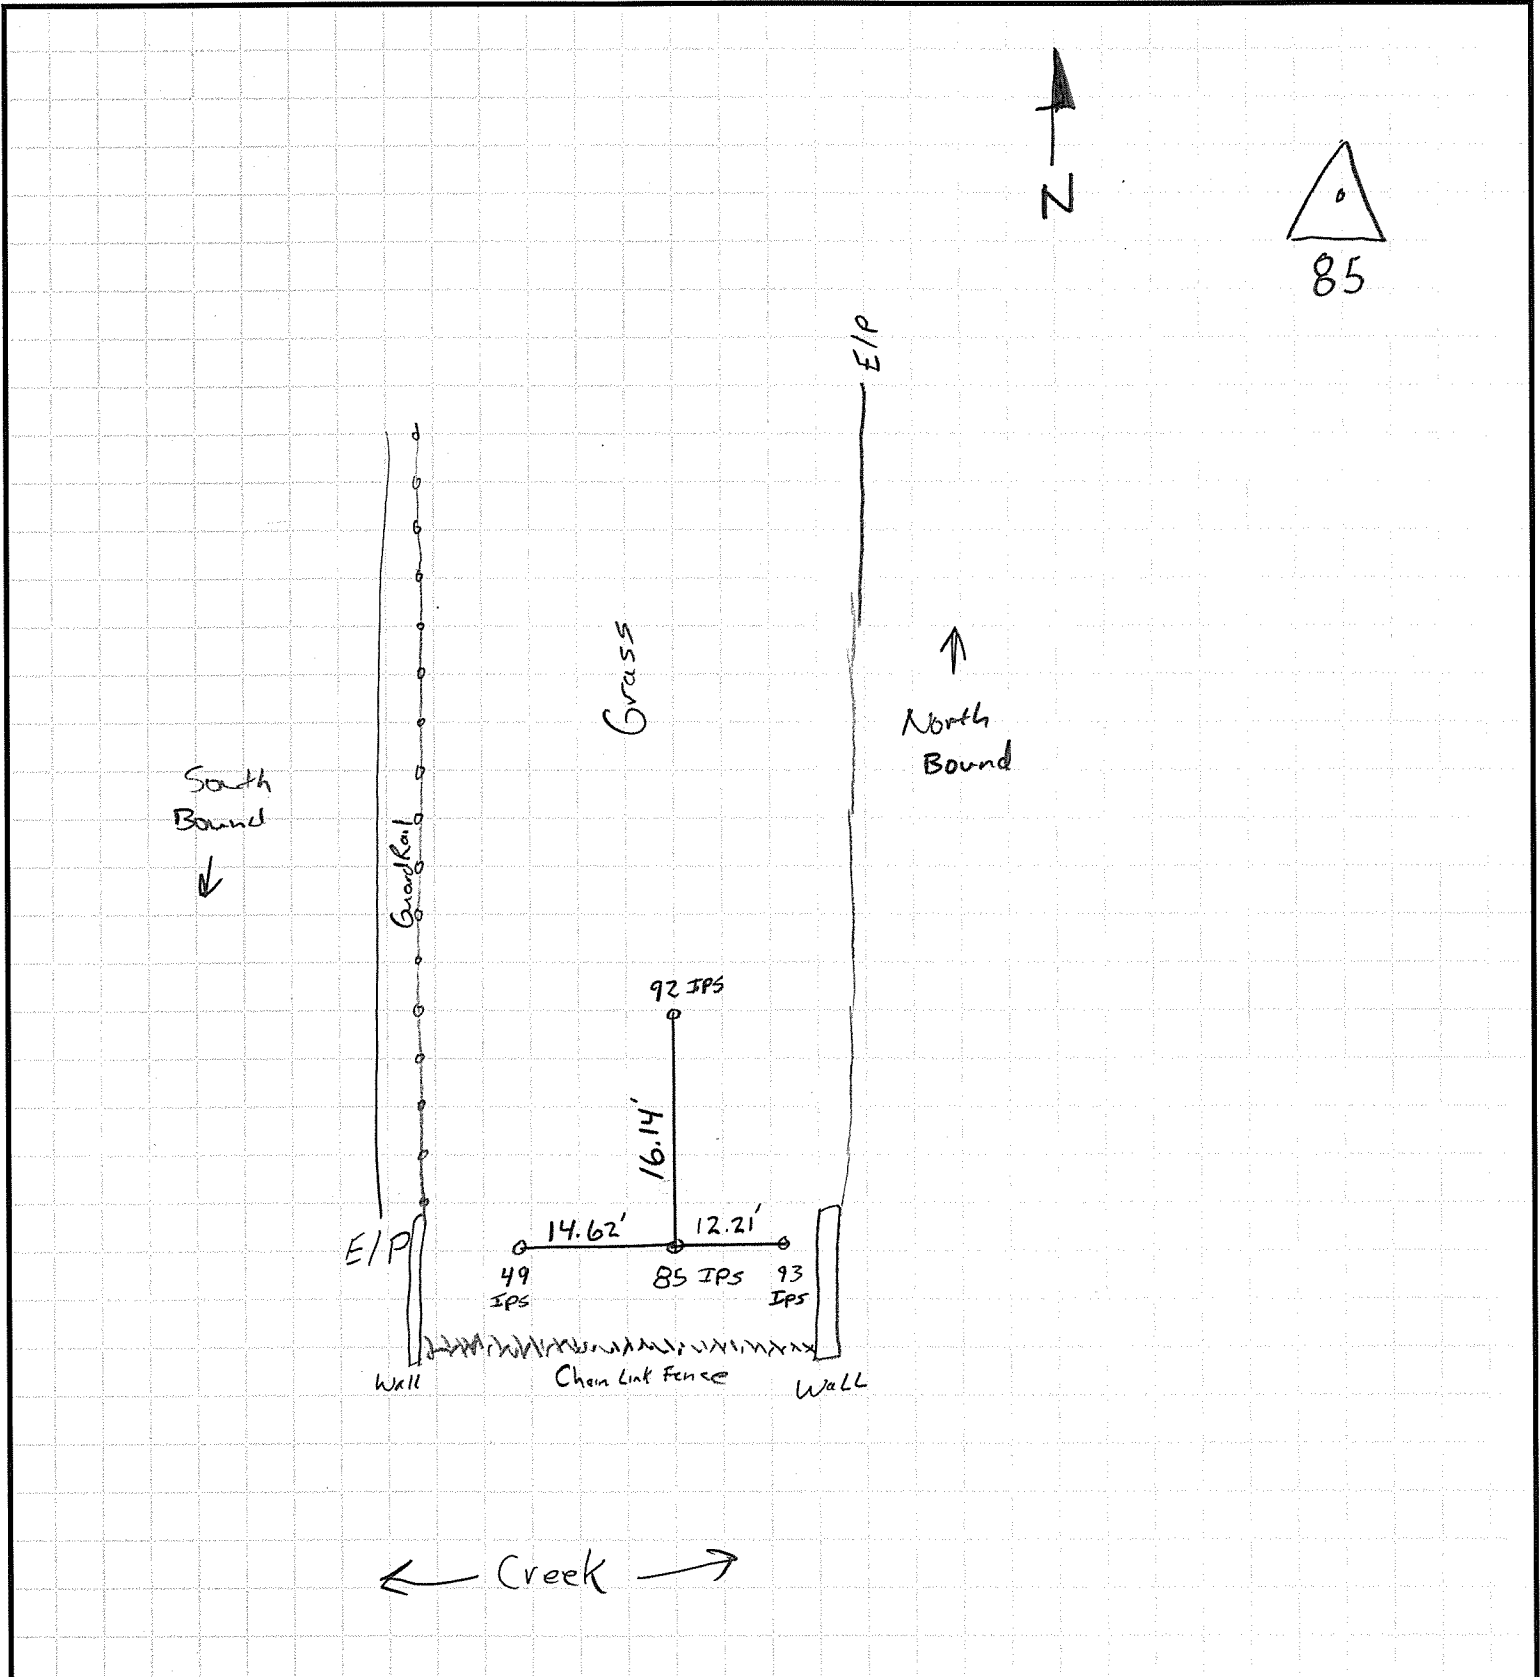 N
85
E/P
Grass
North
Bound
South
Bound
GuardRail
92 IPS
16.14'
14.62'
12.21'
E/P
49
IPS
85 IPS
93
IPS
Wall
Chain Link Fence
WaLL
Creek